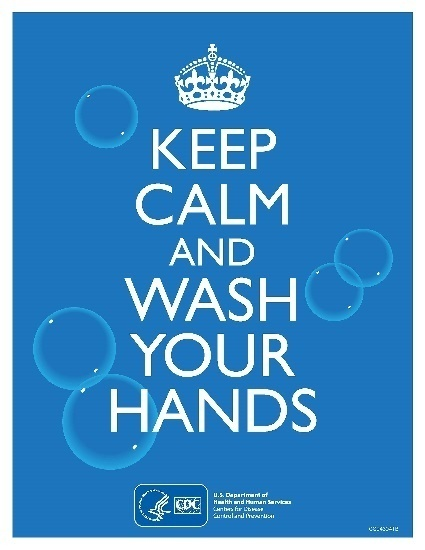 KEEP
CALM
AND
WASH
YOUR
HANDS
CDC
U.S. Department of
Health and Human Services
Centers for Disease
Control and Prevention